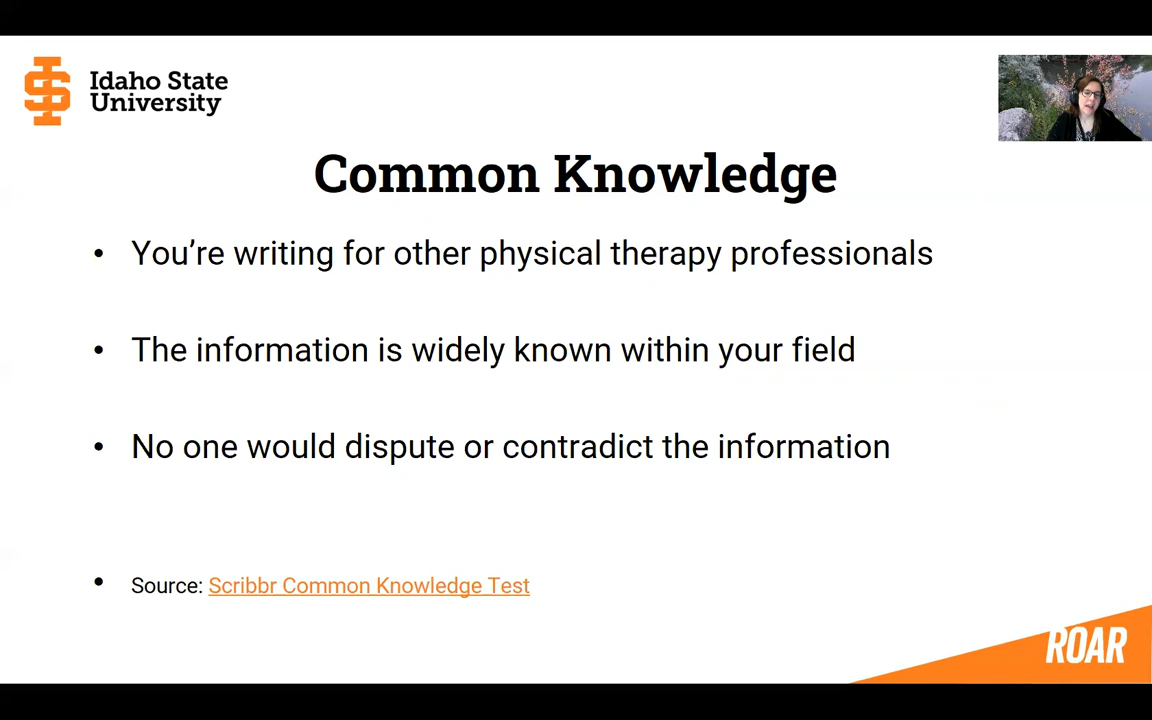 Idaho State
University
Common Knowledge
• You’re writing for other physical therapy professionals
• The information is widely known within your field
• No one would dispute or contradict the information
• Source: Scribbr Common Knowledge Test
ROAR